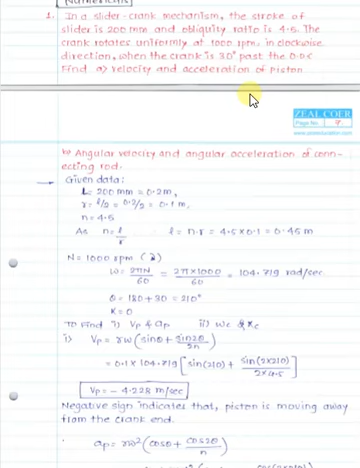 Numericals
1. In a slider-crank mechanism, the stroke of
slider is 200 mm and obliquity ratio is 4.5. The
crank rotates uniformly at 1000 rpm in clockwise
direction, when the crank is 30° past the O.D.C
Find a) velocity and acceleration of piston.
ZEAL COER
Page No.
b) Angular velocity and angular acceleration of conn-
ecting rod.
→ Given data:
L = 200 mm = 0.2 m,
r = L/2 = 0.2/2 = 0.1 m,
n = 4.5
As n = l/r ∴ l = n·r = 4.5 × 0.1 = 0.45 m
N = 1000 rpm (↻)
ω = 2πN/60 = 2π×1000/60 = 104.719 rad/sec
θ = 180 + 30 = 210°
α = 0
To Find i) Vp & ap ii) ωc & αc
i) Vp = rω (sinθ + sin2θ/2n)
= 0.1 × 104.719 [sin(210) + sin(2×210)/2×4.5]
Vp = - 4.228 m/sec
Negative sign indicates that, piston is moving away
from the crank end.
ap = rω² (cosθ + cos2θ/n)